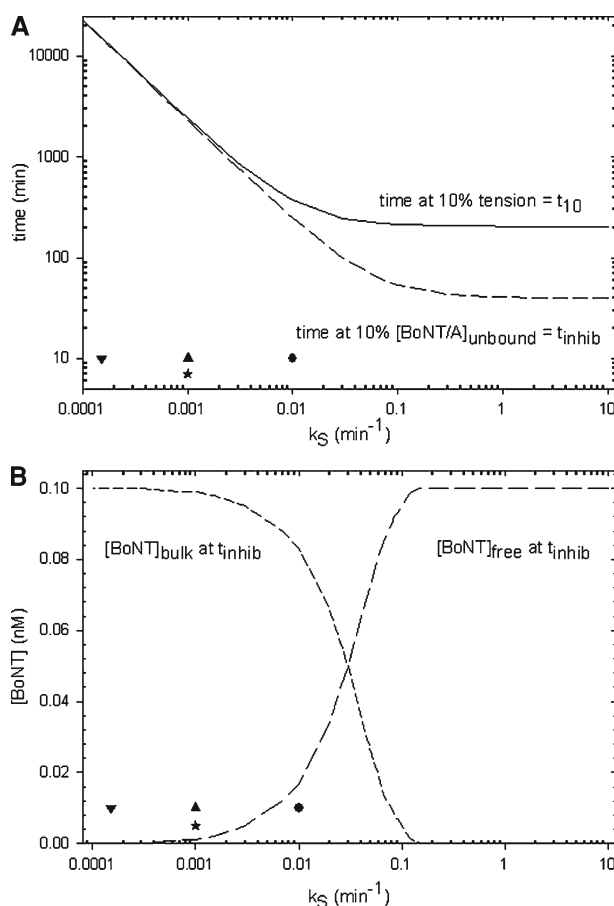 A
10000
1000
100
10
time (min)
time at 10% tension = t10
time at 10% [BoNT/A]unbound = tinhib
0.0001 0.001 0.01 0.1 1 10
kS (min-1)
B
0.10
0.08
0.06
0.04
0.02
0.00
[BoNT] (nM)
[BoNT]bulk at tinhib
[BoNT]free at tinhib
0.0001 0.001 0.01 0.1 1 10
kS (min-1)